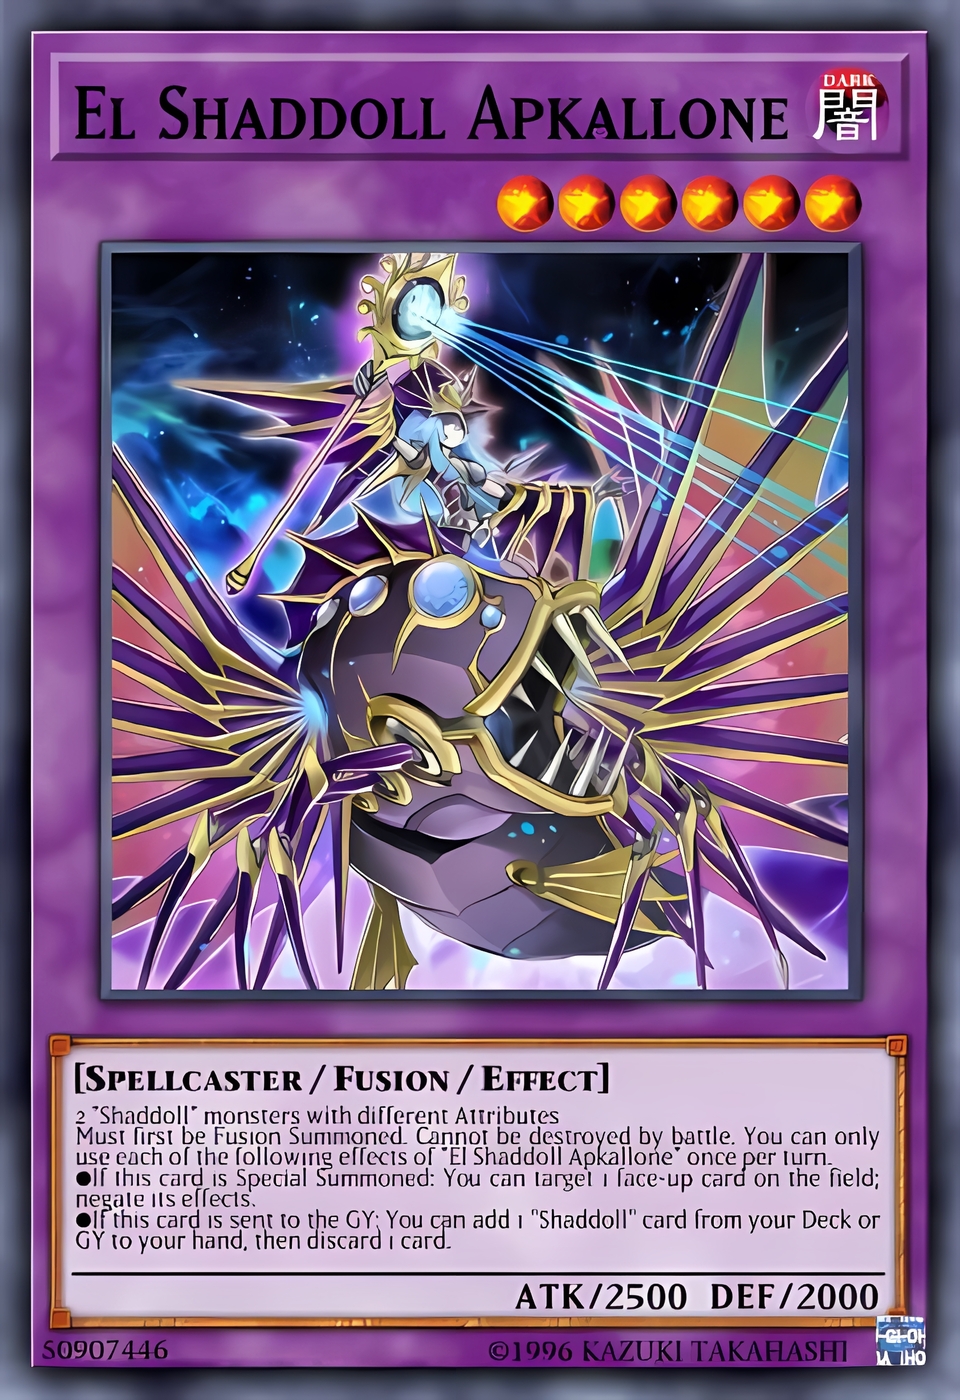 El Shaddoll Apkallone
DARK
闇
[Spellcaster / Fusion / Effect]
2 "Shaddoll" monsters with different Attributes
Must first be Fusion Summoned. Cannot be destroyed by battle. You can only
use each of the following effects of "El Shaddoll Apkallone" once per turn.
●If this card is Special Summoned: You can target 1 face-up card on the field;
negate its effects.
●If this card is sent to the GY: You can add 1 "Shaddoll" card from your Deck or
GY to your hand, then discard 1 card.
ATK/2500 DEF/2000
50907446
©1996 KAZUKI TAKAHASHI